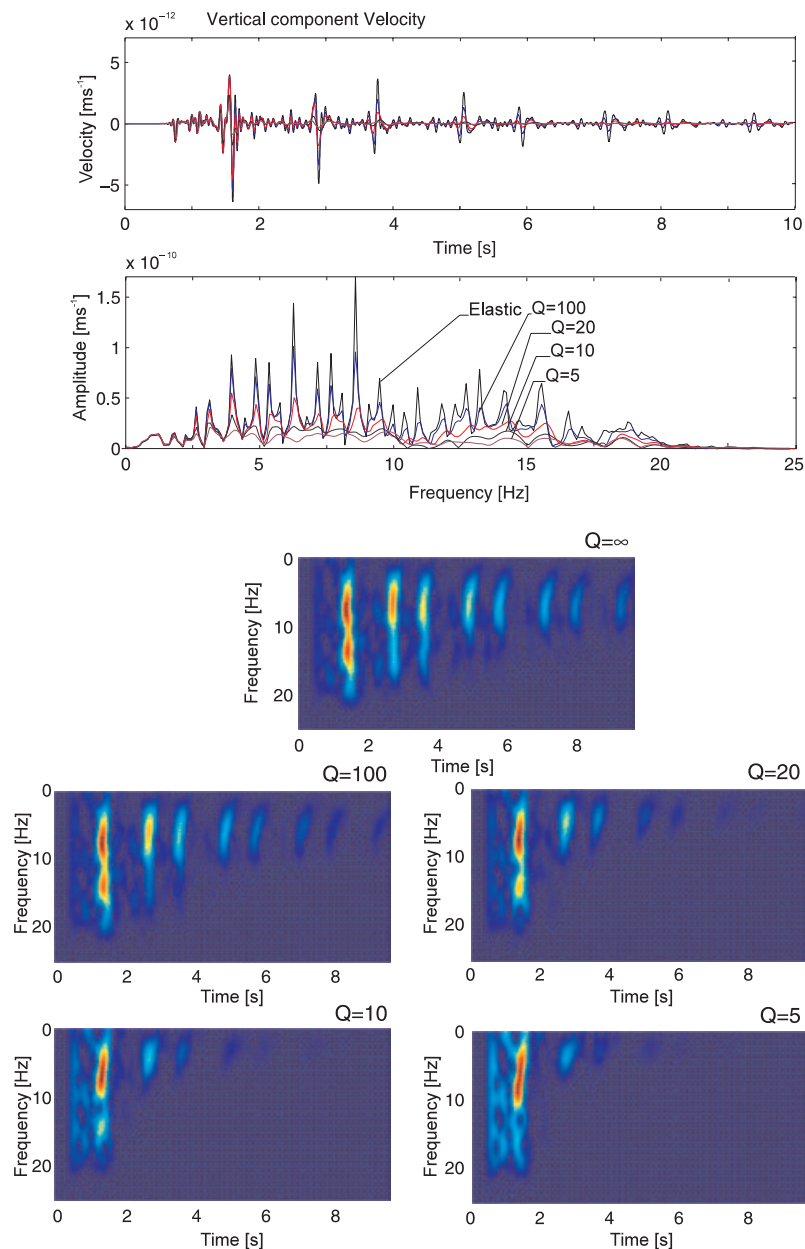 x 10⁻¹² Vertical component Velocity
Velocity [ms⁻¹]
5
0
−5
0 2 4 6 8 10
Time [s]
x 10⁻¹⁰
Amplitude [ms⁻¹]
1.5
1
0.5
0
Elastic
Q=100
Q=20
Q=10
Q=5
0 5 10 15 20 25
Frequency [Hz]
Q=∞
Frequency [Hz]
0
10
20
0 2 4 6 8
Time [s]
Q=100
Frequency [Hz]
0
10
20
0 2 4 6 8
Time [s]
Q=20
Frequency [Hz]
0
10
20
0 2 4 6 8
Time [s]
Q=10
Frequency [Hz]
0
10
20
0 2 4 6 8
Time [s]
Q=5
Frequency [Hz]
0
10
20
0 2 4 6 8
Time [s]